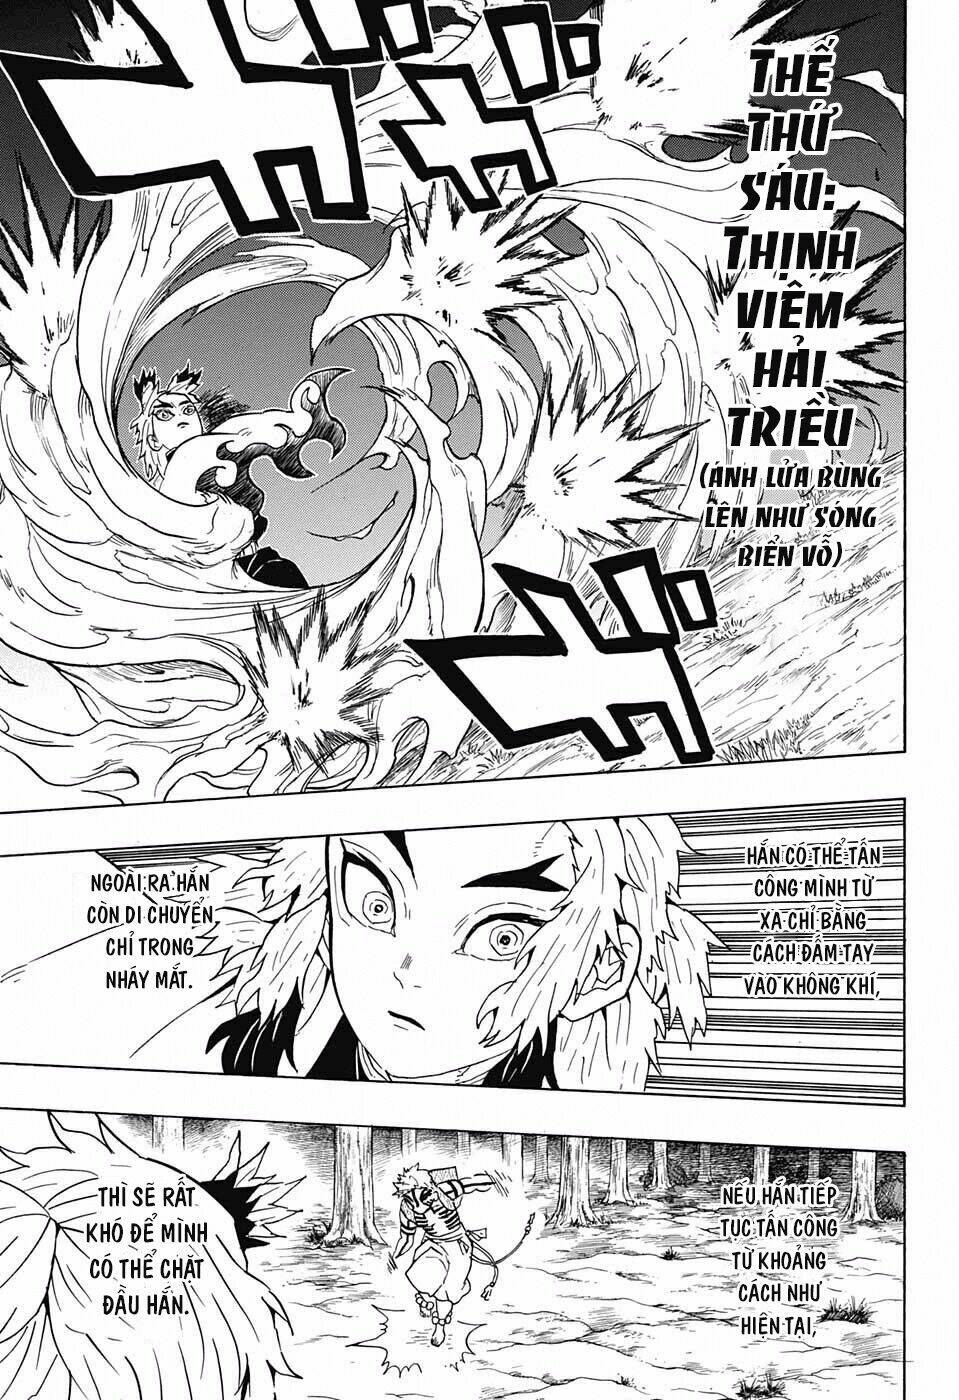 THẾ
THỨ
SÁU:
THỊNH
VIÊM
HẢI
TRIỀU
(ÁNH LỬA BÙNG
LÊN NHƯ SÓNG
BIỂN VỖ)
ガガ
ガ
HẮN CÓ THỂ TẤN
CÔNG MÌNH TỪ
XA CHỈ BẰNG
CÁCH ĐẤM TAY
VÀO KHÔNG KHÍ,
NGOÀI RA HẮN
CÒN DI CHUYỂN
CHỈ TRONG
NHÁY MẮT.
NẾU HẮN TIẾP
TỤC TẤN CÔNG
TỪ KHOẢNG
CÁCH NHƯ
HIỆN TẠI,
THÌ SẼ RẤT
KHÓ ĐỂ MÌNH
CÓ THỂ CHẶT
ĐẦU HẮN.